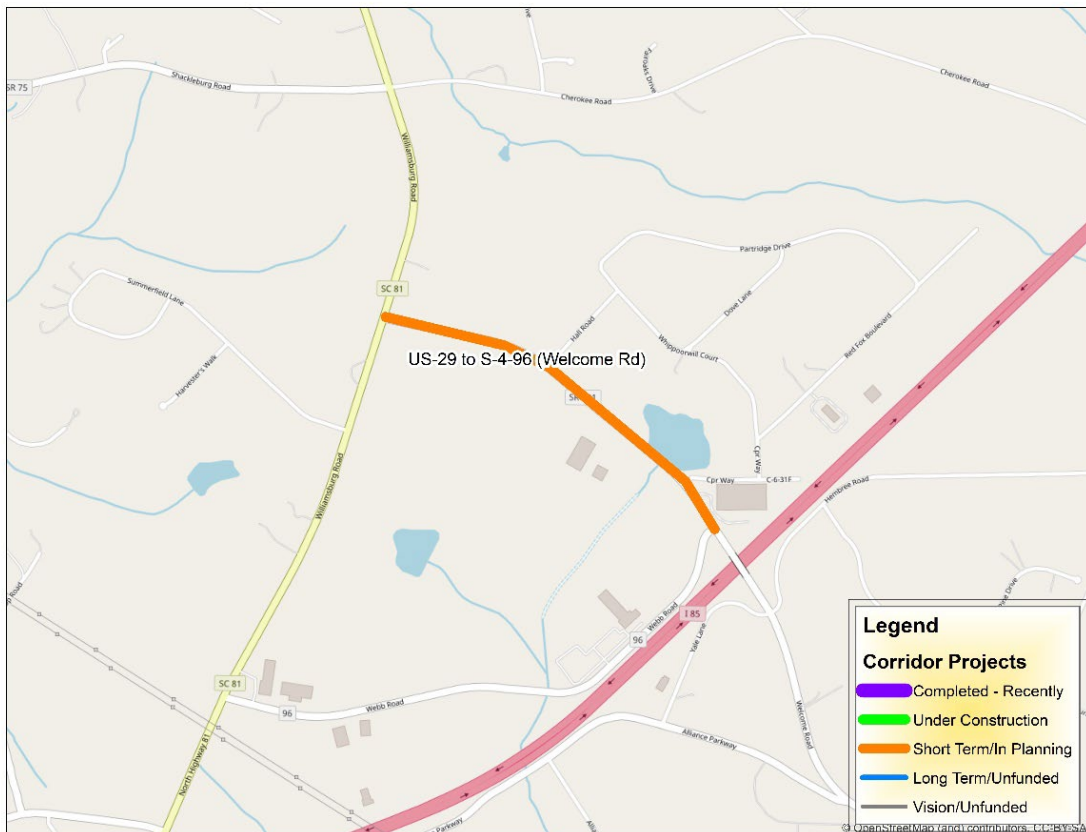 Shackleburg Road
SR 75
Cherokee Road
Fairoaks Drive
Cherokee Road
Williamsburg Road
Partridge Drive
Summerfield Lane
SC 81
Dove Lane
Hall Road
Whippoorwill Court
Red Fox Boulevard
Harvester's Walk
US-29 to S-4-96 (Welcome Rd)
Cpr Way
Cpr Way
C-6-31F
Hembree Road
Williamsburg Road
Webb Road
I 85
96
Yale Lane
SC 81
96
Webb Road
Alliance Parkway
Welcome Road
North Highway 81
Legend
Corridor Projects
Completed - Recently
Under Construction
Short Term/In Planning
Long Term/Unfunded
Vision/Unfunded
© OpenStreetMap (and) contributors, CC-BY-SA